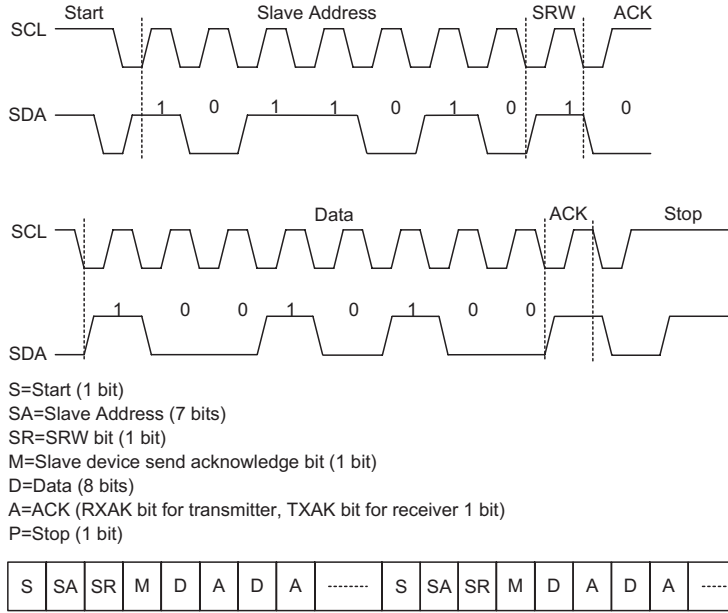 Start Slave Address SRW ACK
SCL
1 0 1 1 0 1 0 1 0
SDA
Data ACK Stop
SCL
1 0 0 1 0 1 0 0
SDA
S=Start (1 bit)
SA=Slave Address (7 bits)
SR=SRW bit (1 bit)
M=Slave device send acknowledge bit (1 bit)
D=Data (8 bits)
A=ACK (RXAK bit for transmitter, TXAK bit for receiver 1 bit)
P=Stop (1 bit)
S SA SR M D A D A ........ S SA SR M D A D A .....